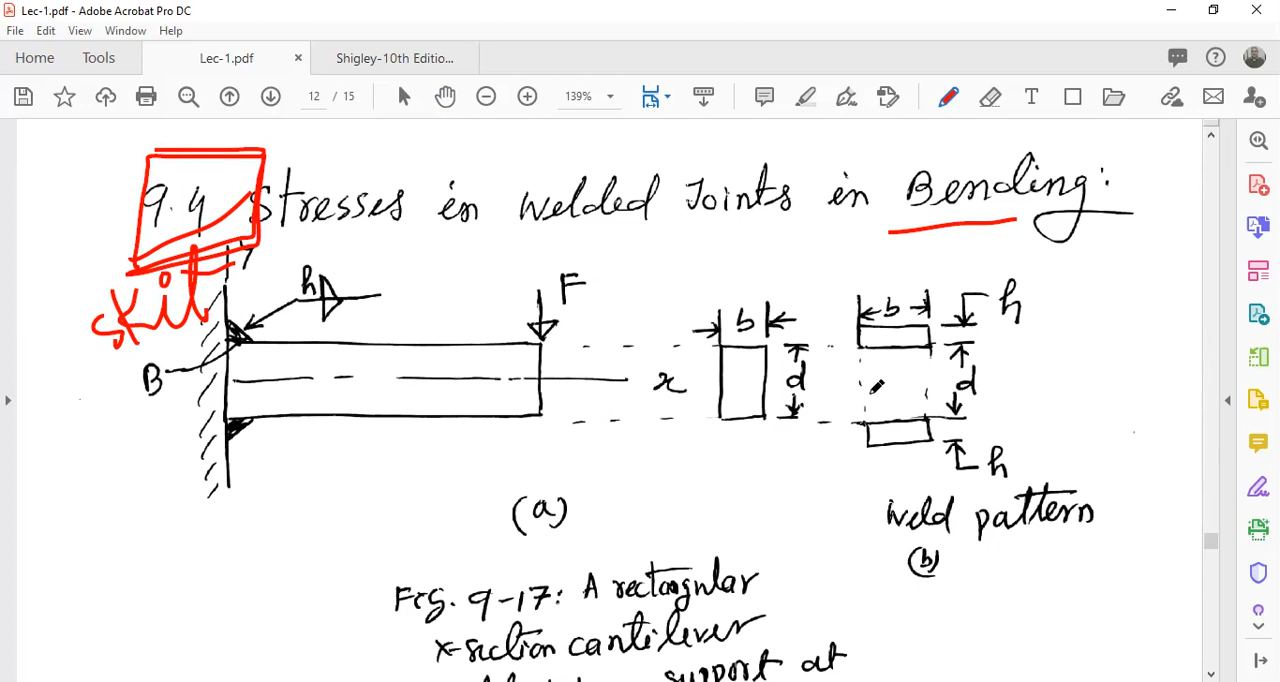 Lec-1.pdf - Adobe Acrobat Pro DC
File Edit View Window Help
Home Tools Lec-1.pdf × Shigley-10th Editio...
12 / 15 139%
9.4 Stresses in welded Joints in Bending:
skit
h F
b b h
B x d d
h
weld pattern
(a) (b)
Fig. 9-17: A rectangular
x-section cantilever
support at